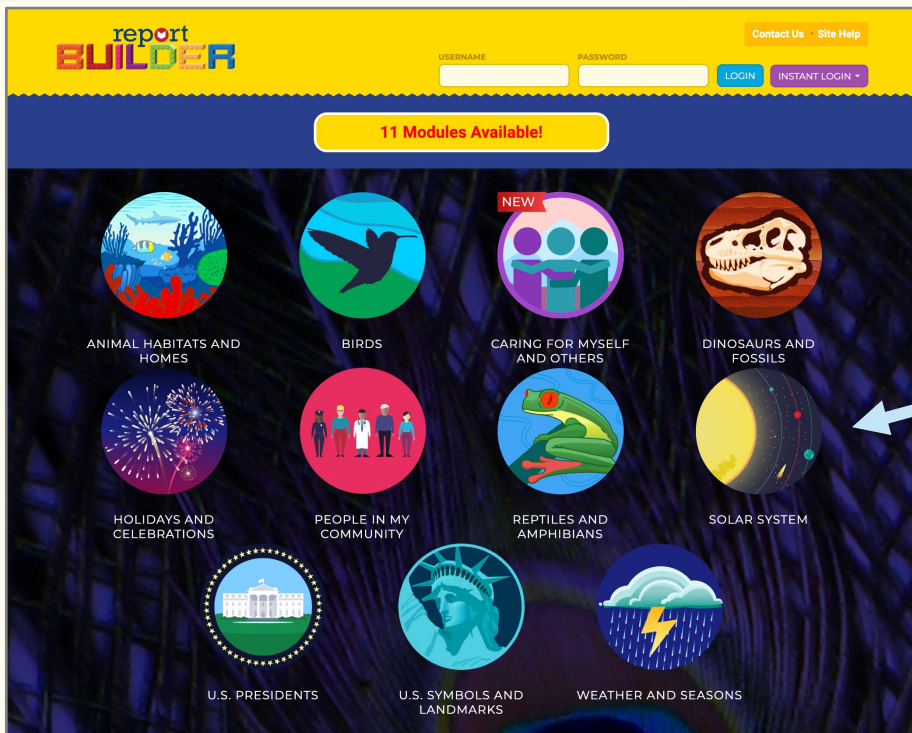 report
BUILDER
Contact Us · Site Help
USERNAME
PASSWORD
LOGIN
INSTANT LOGIN
11 Modules Available!
NEW
ANIMAL HABITATS AND
HOMES
BIRDS
CARING FOR MYSELF
AND OTHERS
DINOSAURS AND
FOSSILS
HOLIDAYS AND
CELEBRATIONS
PEOPLE IN MY
COMMUNITY
REPTILES AND
AMPHIBIANS
SOLAR SYSTEM
U.S. PRESIDENTS
U.S. SYMBOLS AND
LANDMARKS
WEATHER AND SEASONS